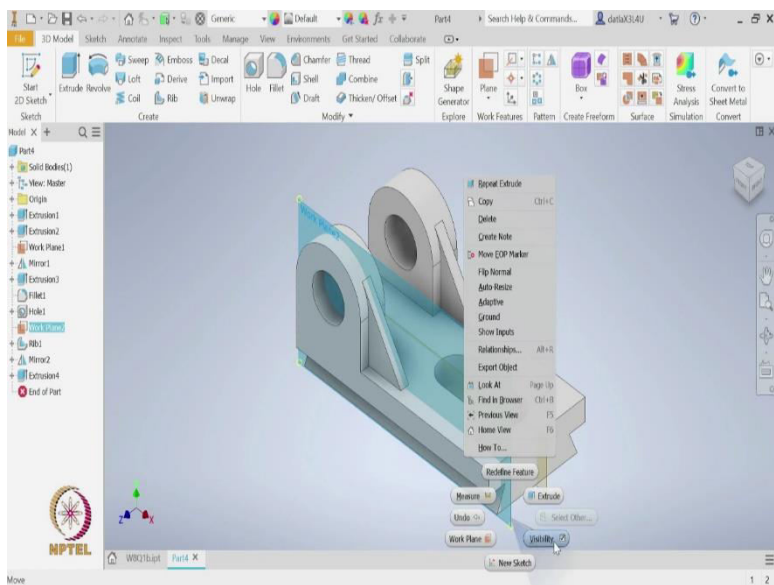 Generic Default Part4 Search Help & Commands... datlaX3L4U
File 3D Model Sketch Annotate Inspect Tools Manage View Environments Get Started Collaborate
Start 2D Sketch Extrude Revolve Sweep Emboss Decal Hole Fillet Chamfer Thread Split Shape Generator Plane Box Stress Analysis Convert to Sheet Metal
Loft Derive Import Shell Combine
Coil Rib Unwrap Draft Thicken/ Offset
Sketch Create Modify Explore Work Features Pattern Create Freeform Surface Simulation Convert
Model
Part4
Solid Bodies(1)
View: Master
Origin
Extrusion1
Extrusion2
Work Plane1
Mirror1
Extrusion3
Fillet1
Hole1
Work Plane2
Rib1
Mirror2
Extrusion4
End of Part
Work Plane2
Repeat Extrude
Copy Ctrl+C
Delete
Create Note
Move EOP Marker
Flip Normal
Auto-Resize
Adaptive
Ground
Show Inputs
Relationships... Alt+R
Export Object
Look At Page Up
Find in Browser Ctrl+B
Previous View F5
Home View F6
How To...
Redefine Feature
Measure Extrude
Undo Select Other...
Work Plane Visibility
New Sketch
Z X
NPTEL
WBQ1b.ipt Part4
Move 1 2